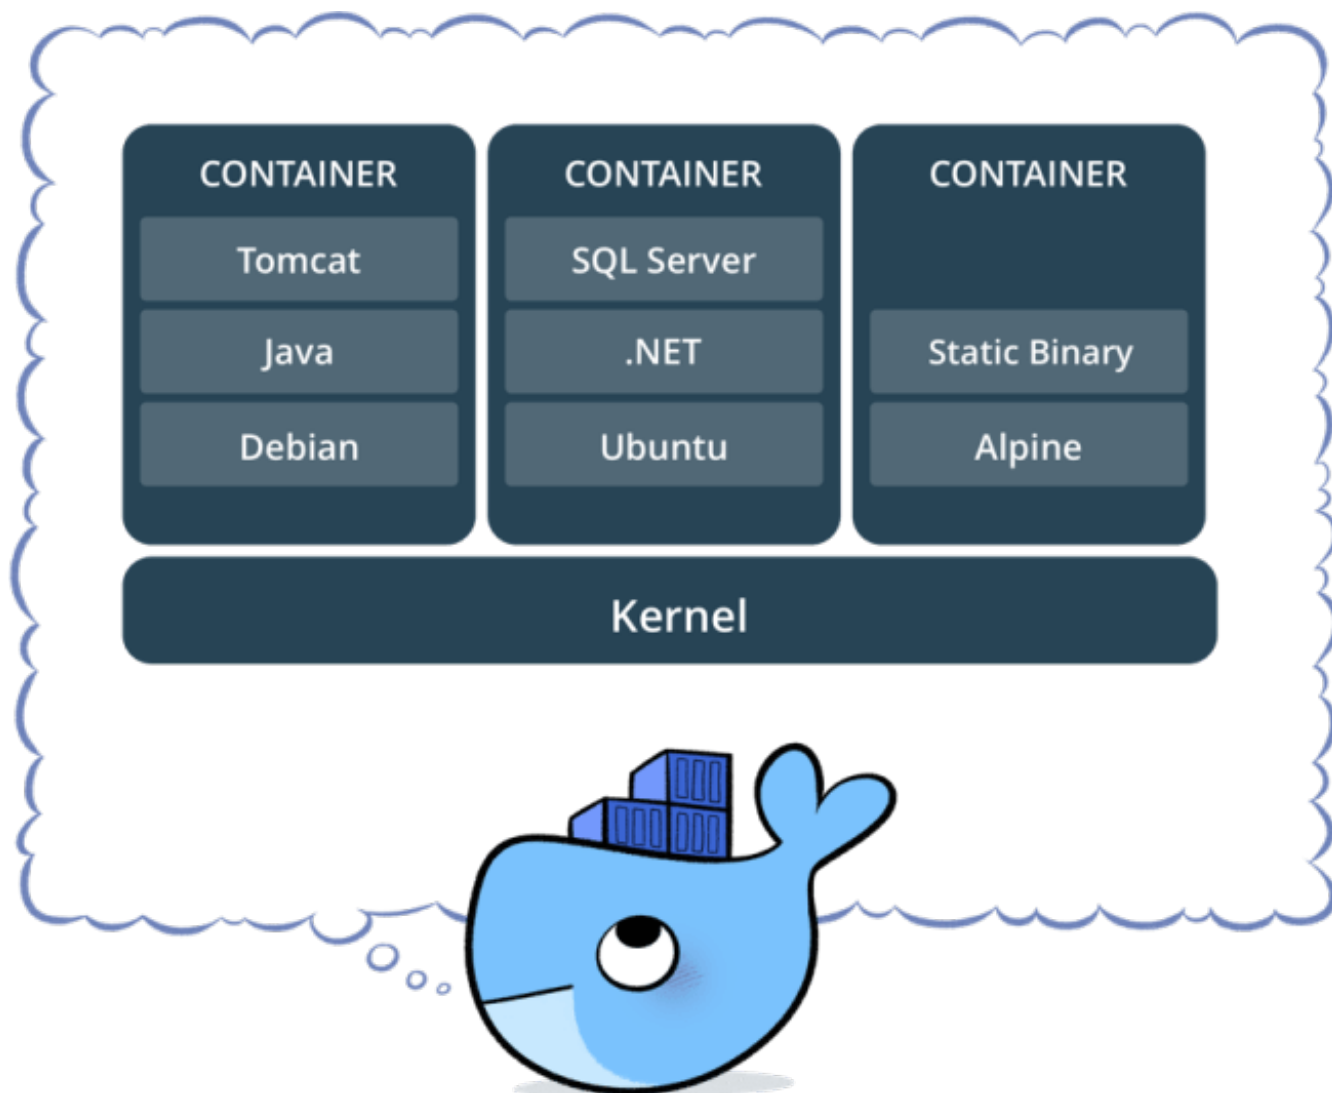 CONTAINER
Tomcat
Java
Debian
CONTAINER
SQL Server
.NET
Ubuntu
CONTAINER
Static Binary
Alpine
Kernel